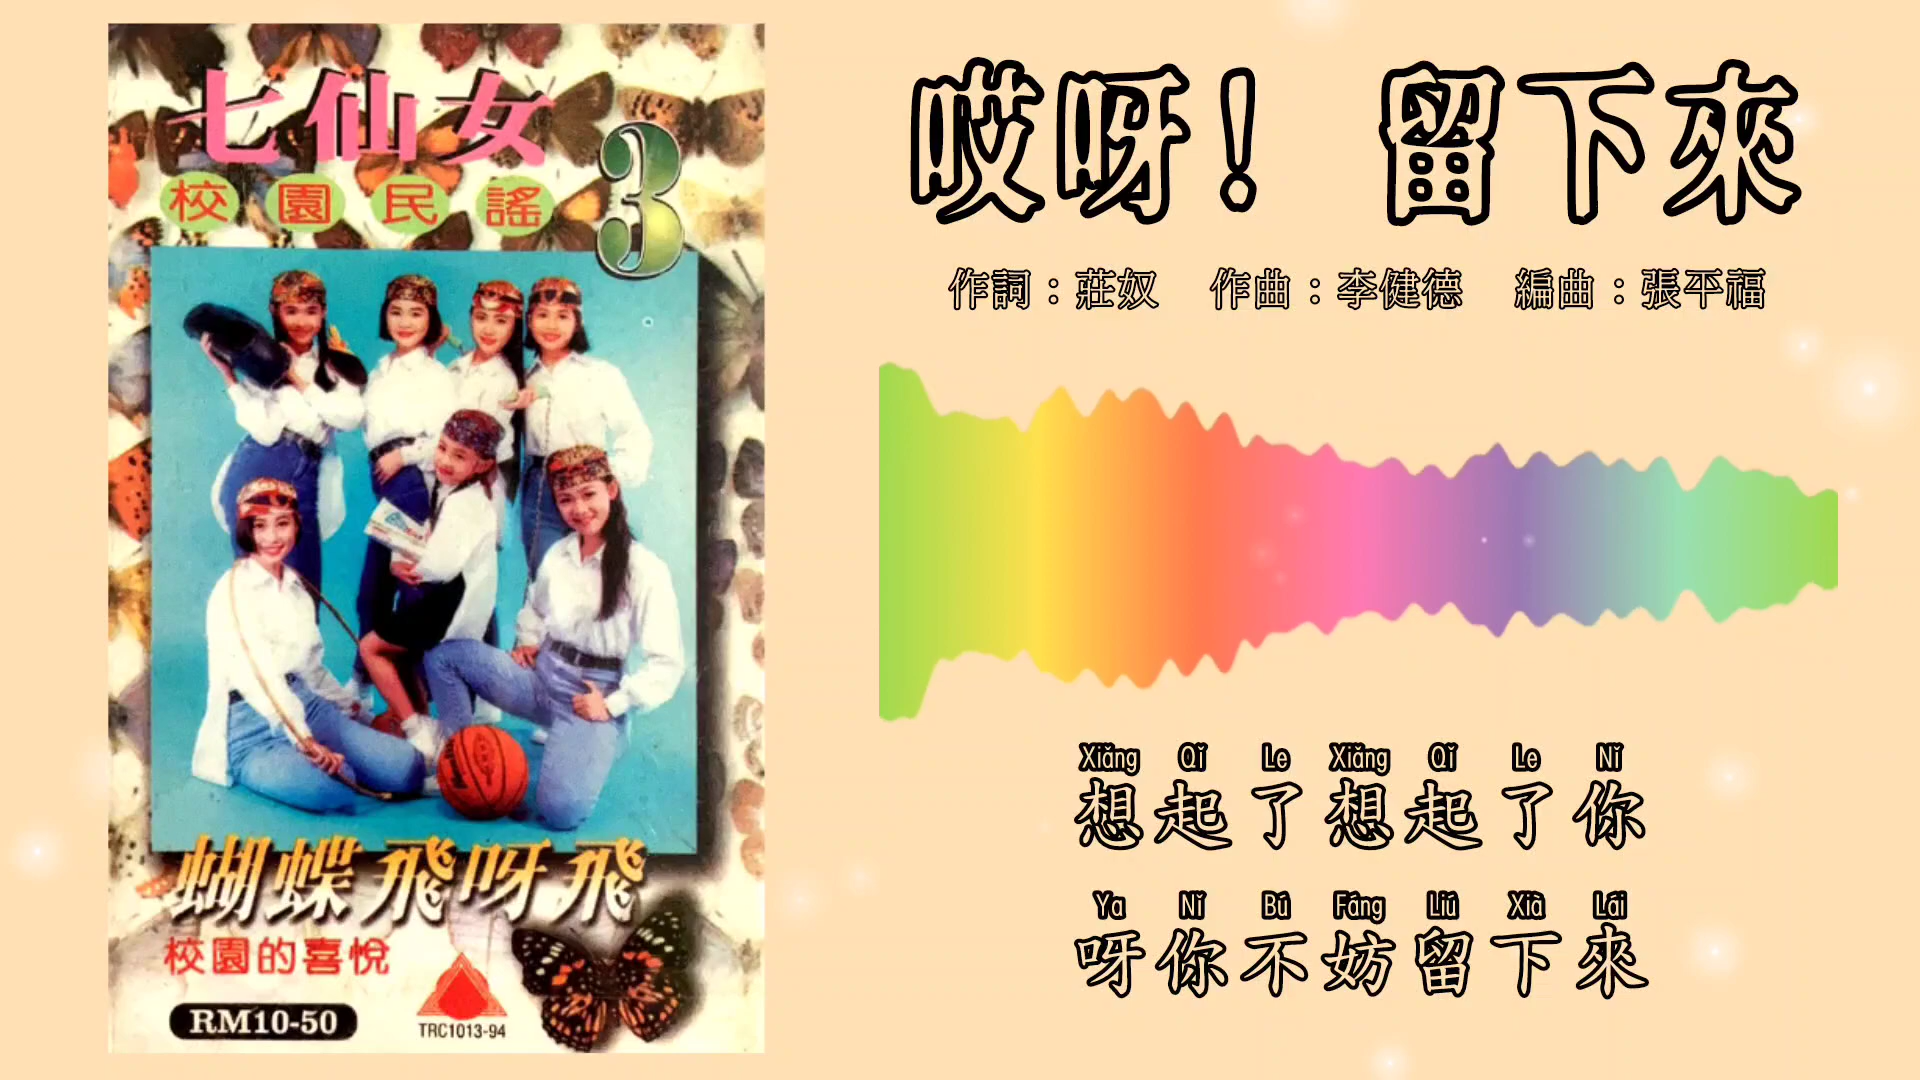 七仙女
校園民謠
3
蝴蝶飛呀飛
校園的喜悅
RM10-50
TRC1013-94
哎呀！ 留下來
作詞：莊奴 作曲：李健德 編曲：張平福
Xiǎng Qǐ Le Xiǎng Qǐ Le Nǐ
想起了想起了你
Ya Nǐ Bú Fáng Liú Xià Lái
呀你不妨留下來